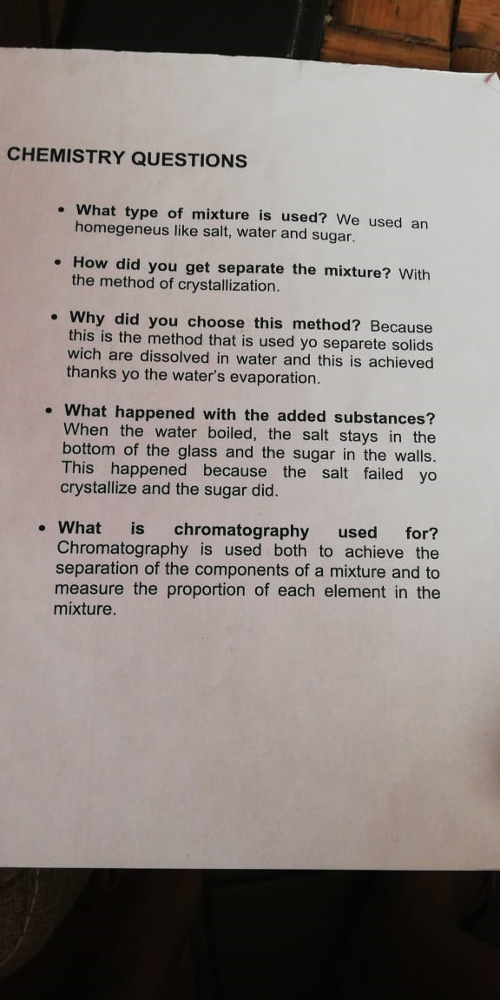 CHEMISTRY QUESTIONS
• What type of mixture is used? We used an
homegeneus like salt, water and sugar.
• How did you get separate the mixture? With
the method of crystallization.
• Why did you choose this method? Because
this is the method that is used yo separete solids
wich are dissolved in water and this is achieved
thanks yo the water's evaporation.
• What happened with the added substances?
When the water boiled, the salt stays in the
bottom of the glass and the sugar in the walls.
This happened because the salt failed yo
crystallize and the sugar did.
• What is chromatography used for?
Chromatography is used both to achieve the
separation of the components of a mixture and to
measure the proportion of each element in the
mixture.